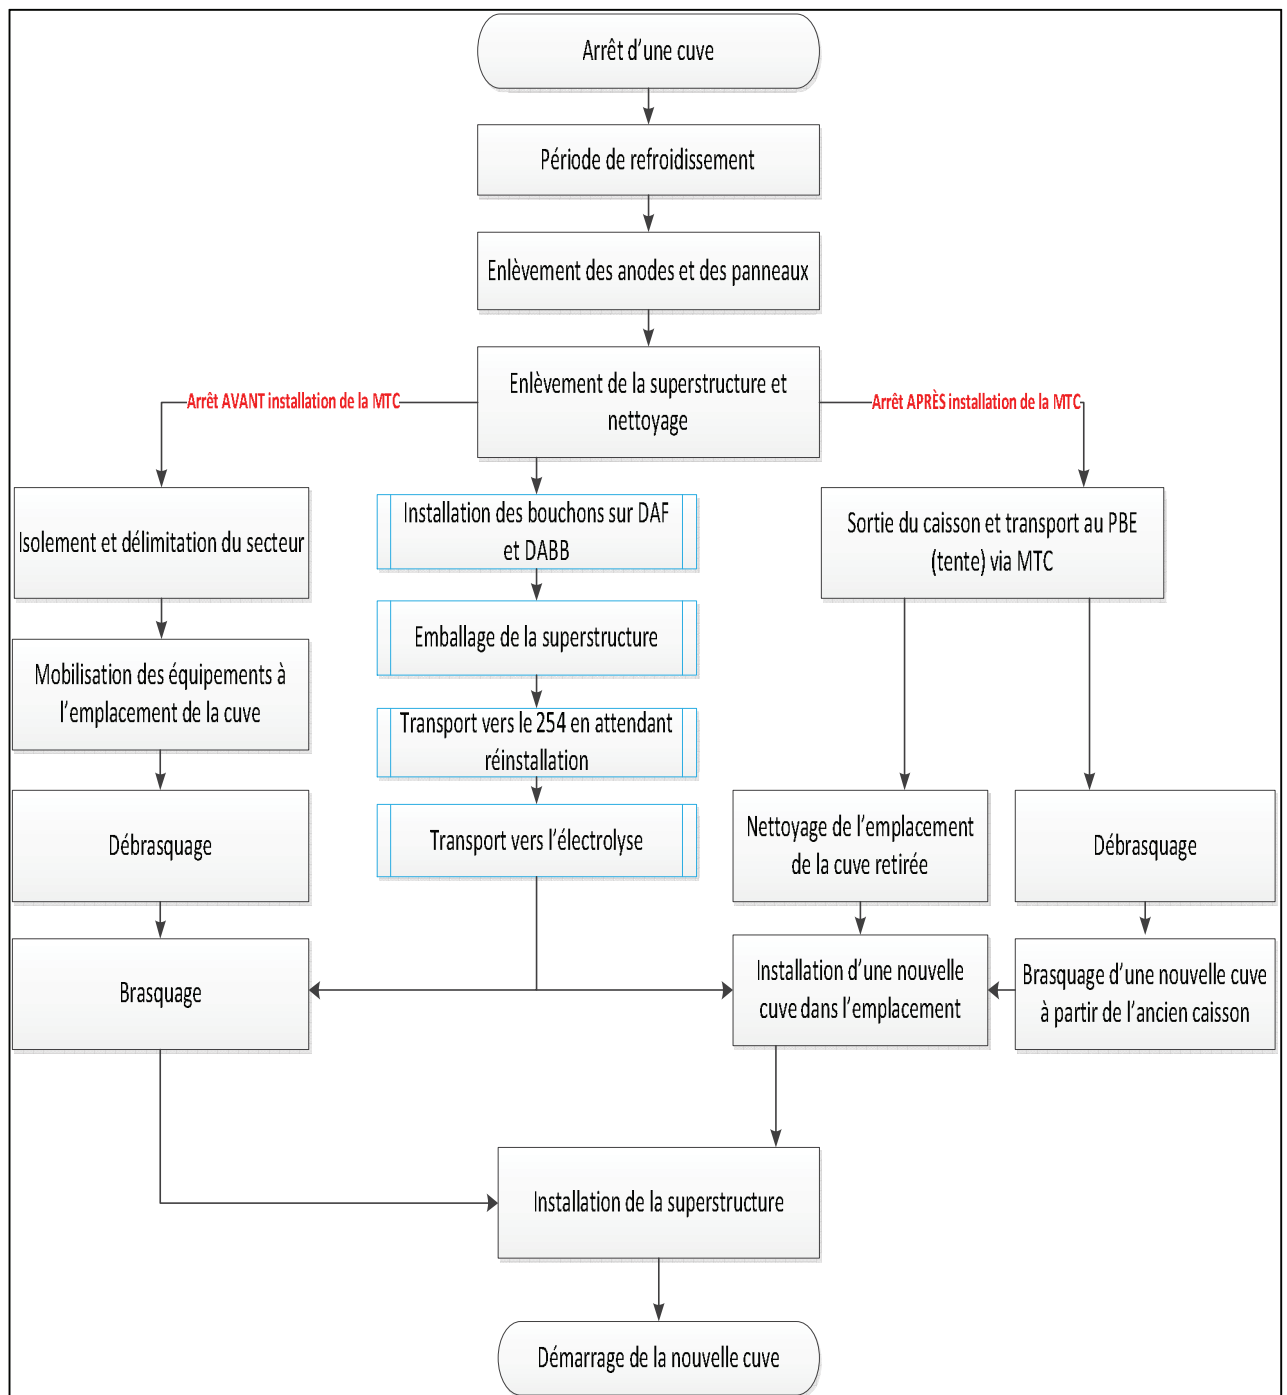 Arrêt d'une cuve
Période de refroidissement
Enlèvement des anodes et des panneaux
Enlèvement de la superstructure et
nettoyage
Arrêt AVANT installation de la MTC
Arrêt APRÈS installation de la MTC
Isolement et délimitation du secteur
Installation des bouchons sur DAF
et DABB
Sortie du caisson et transport au PBE
(tente) via MTC
Mobilisation des équipements à
l'emplacement de la cuve
Emballage de la superstructure
Transport vers le 254 en attendant
réinstallation
Débrasquage
Transport vers l'électrolyse
Nettoyage de l'emplacement
de la cuve retirée
Débrasquage
Brasquage
Installation d'une nouvelle
cuve dans l'emplacement
Brasquage d'une nouvelle cuve
à partir de l'ancien caisson
Installation de la superstructure
Démarrage de la nouvelle cuve